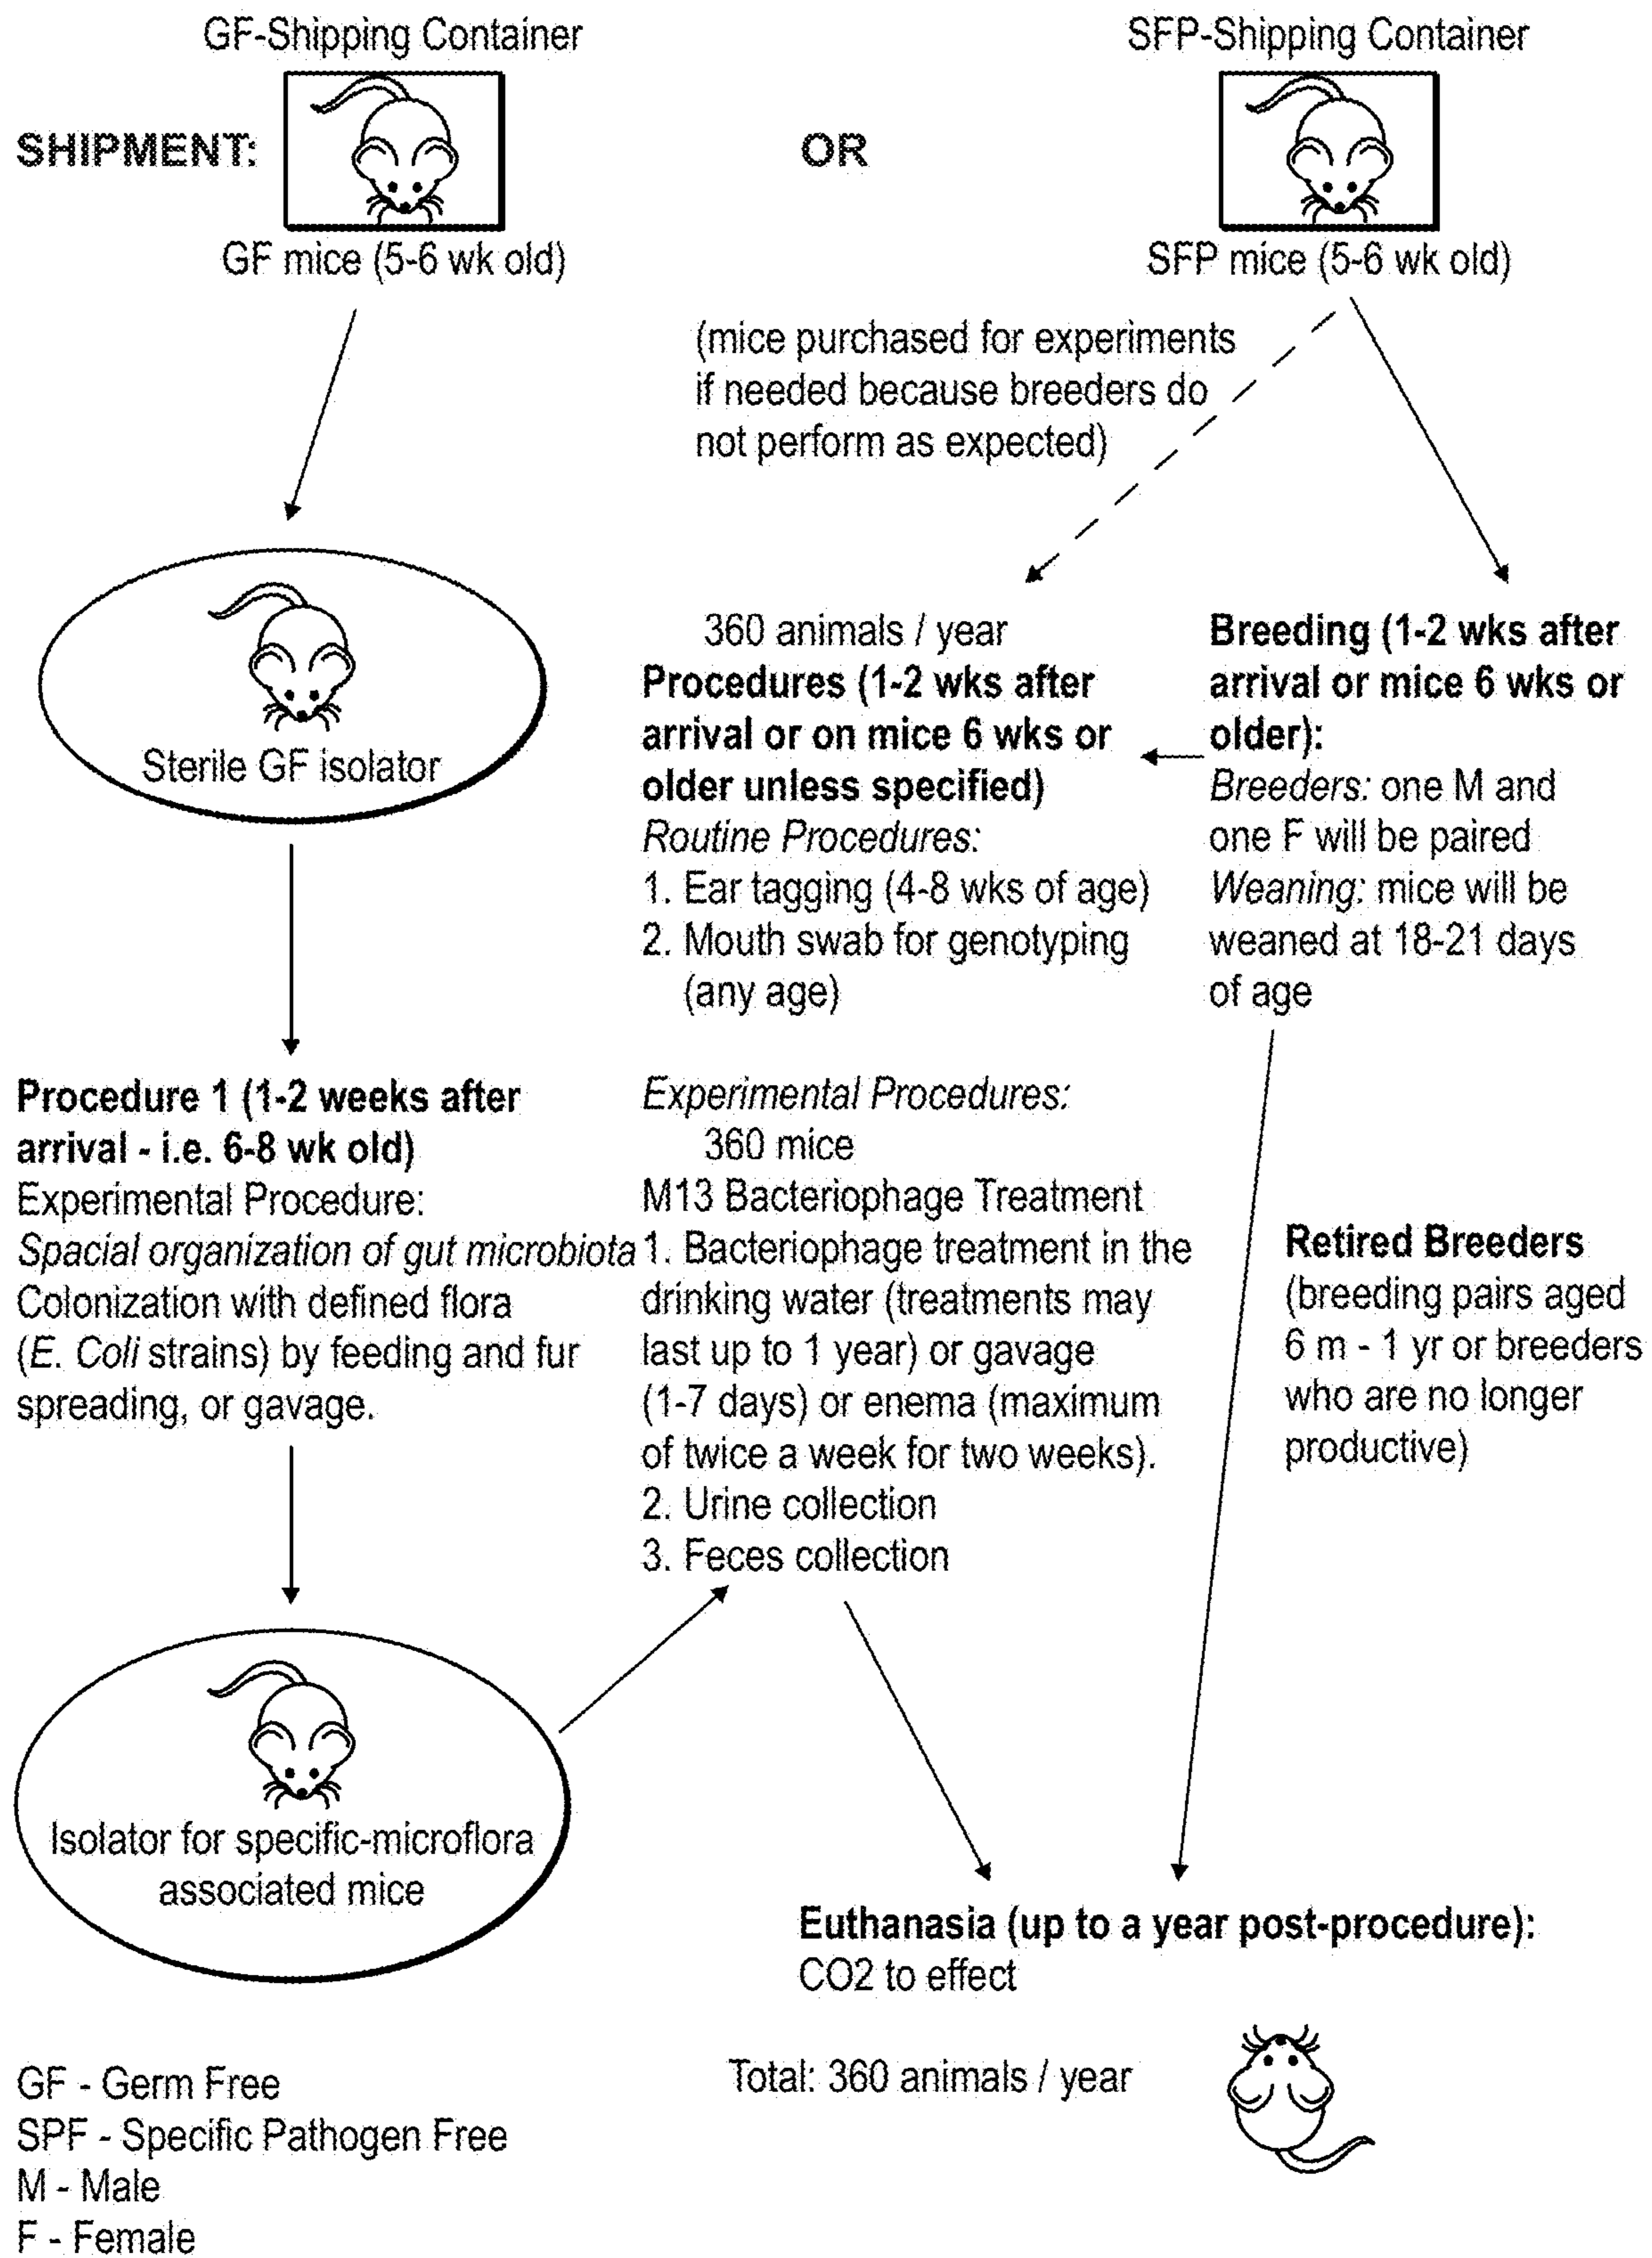 GF-Shipping Container
SFP-Shipping Container
SHIPMENT:
OR
GF mice (5-6 wk old)
SFP mice (5-6 wk old)
(mice purchased for experiments
if needed because breeders do
not perform as expected)
Sterile GF isolator
360 animals / year
Procedures (1-2 wks after
arrival or on mice 6 wks or
older unless specified)
Routine Procedures:
1. Ear tagging (4-8 wks of age)
2. Mouth swab for genotyping
(any age)
Breeding (1-2 wks after
arrival or mice 6 wks or
older):
Breeders: one M and
one F will be paired
Weaning: mice will be
weaned at 18-21 days
of age
Procedure 1 (1-2 weeks after
arrival - i.e. 6-8 wk old)
Experimental Procedure:
Spacial organization of gut microbiota
Colonization with defined flora
(E. Coli strains) by feeding and fur
spreading, or gavage.
Experimental Procedures:
360 mice
M13 Bacteriophage Treatment
1. Bacteriophage treatment in the
drinking water (treatments may
last up to 1 year) or gavage
(1-7 days) or enema (maximum
of twice a week for two weeks).
2. Urine collection
3. Feces collection
Retired Breeders
(breeding pairs aged
6 m - 1 yr or breeders
who are no longer
productive)
Isolator for specific-microflora
associated mice
Euthanasia (up to a year post-procedure):
CO2 to effect
Total: 360 animals / year
GF - Germ Free
SPF - Specific Pathogen Free
M - Male
F - Female